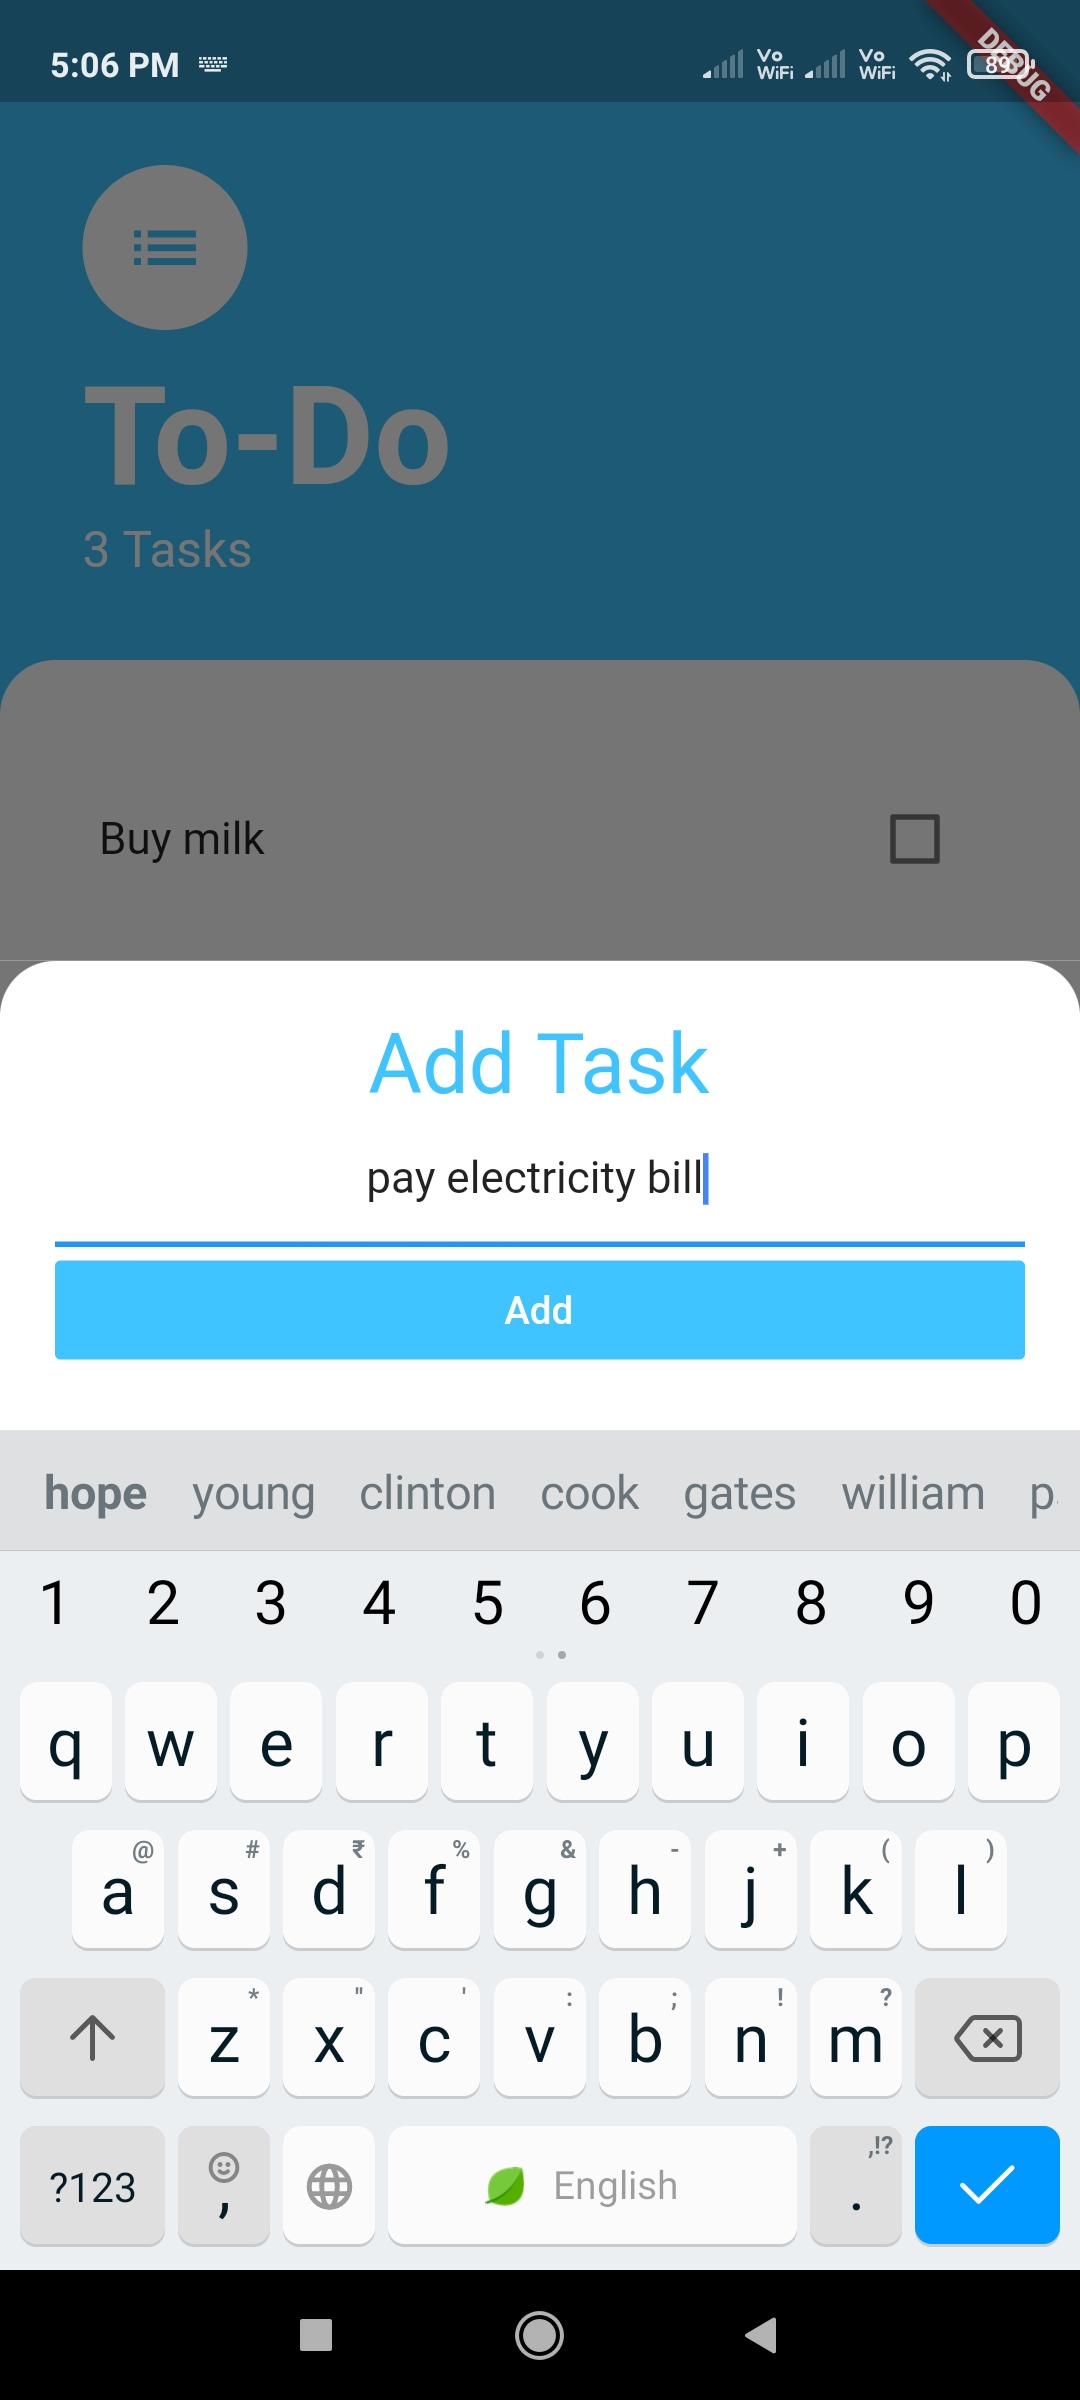 5:06 PM Vo WiFi Vo WiFi 89 DEBUG
To-Do
3 Tasks
Buy milk
Add Task
pay electricity bill
Add
hope young clinton cook gates william p
1 2 3 4 5 6 7 8 9 0
q w e r t y u i o p
@ # ₹ % & - + ( )
a s d f g h j k l
* " ' : ; ! ?
z x c v b n m
,!?
?123 , English .